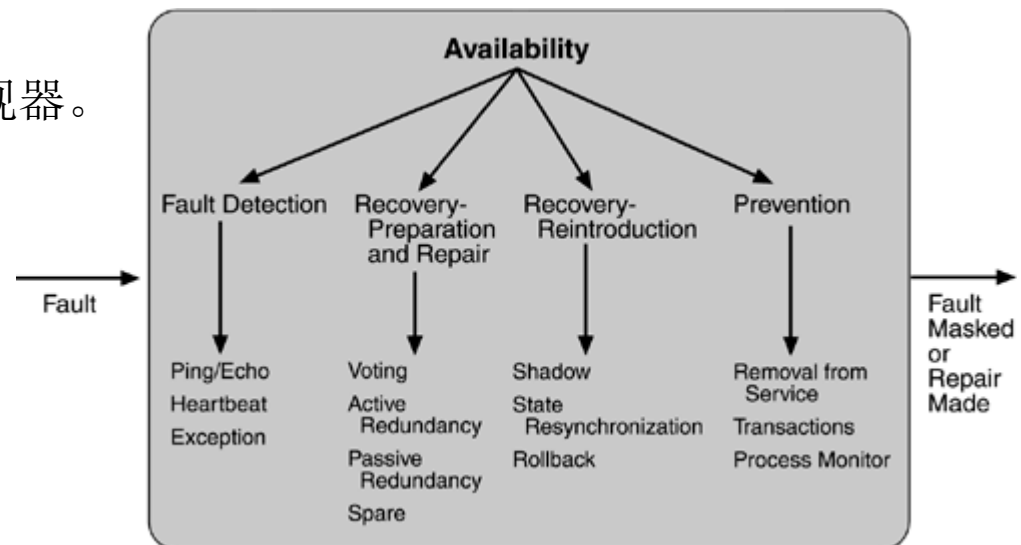 器。
Availability
Fault Detection
Recovery-
Preparation
and Repair
Recovery-
Reintroduction
Prevention
Fault
Fault
Masked
or
Repair
Made
Ping/Echo
Heartbeat
Exception
Voting
Active
Redundancy
Passive
Redundancy
Spare
Shadow
State
Resynchronization
Rollback
Removal from
Service
Transactions
Process Monitor